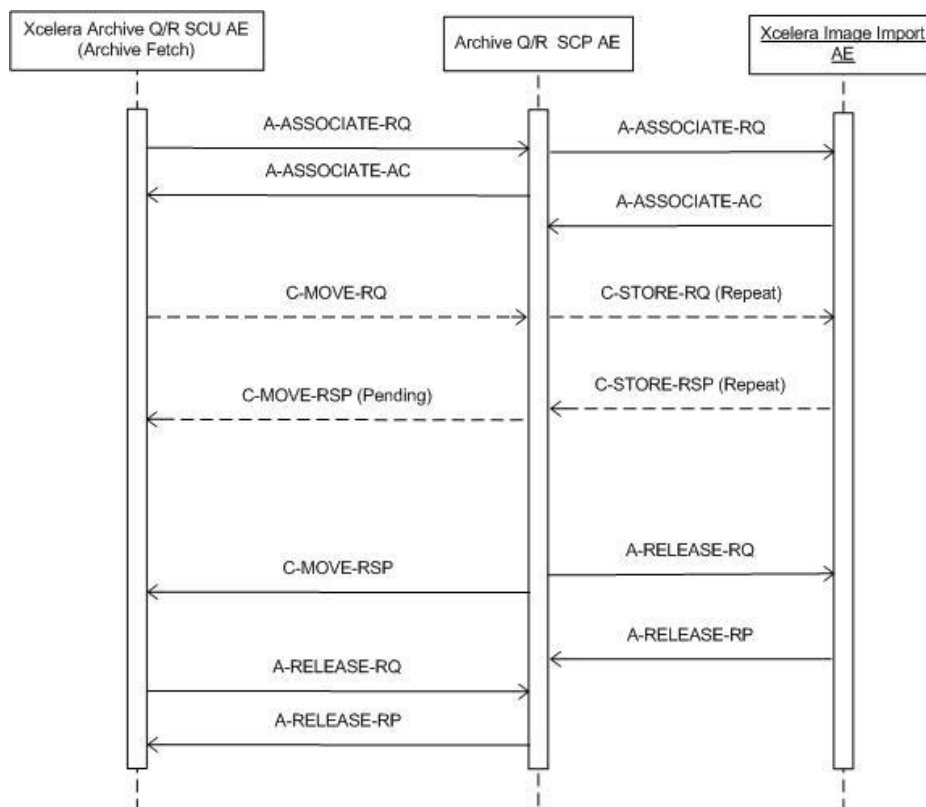 Xcelera Archive Q/R SCU AE
(Archive Fetch)
Archive Q/R SCP AE
Xcelera Image Import
AE
A-ASSOCIATE-RQ
A-ASSOCIATE-RQ
A-ASSOCIATE-AC
A-ASSOCIATE-AC
C-MOVE-RQ
C-STORE-RQ (Repeat)
C-MOVE-RSP (Pending)
C-STORE-RSP (Repeat)
A-RELEASE-RQ
C-MOVE-RSP
A-RELEASE-RP
A-RELEASE-RQ
A-RELEASE-RP